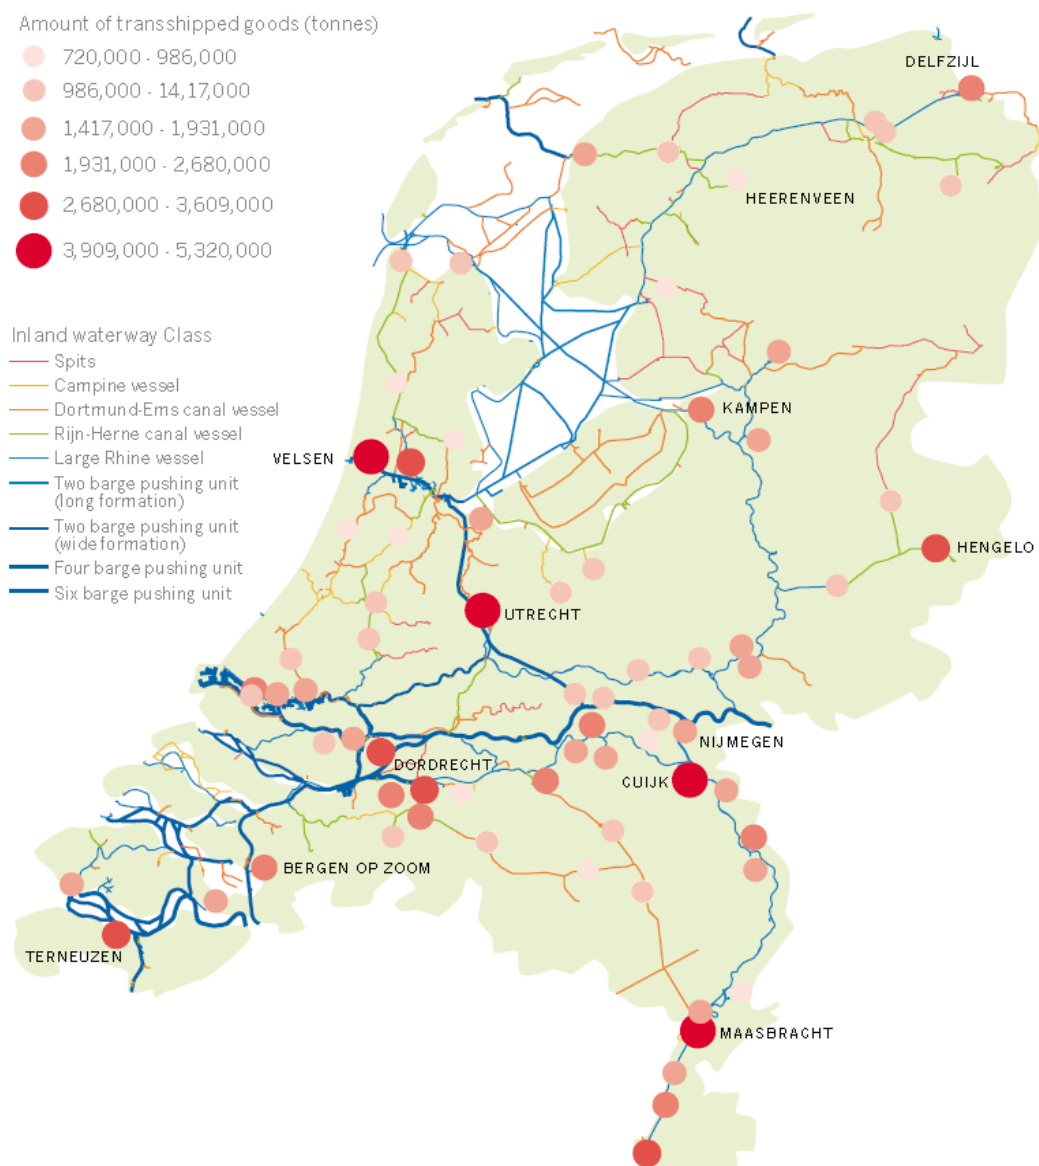 Amount of transshipped goods (tonnes)
720,000 - 986,000
986,000 - 14,17,000
1,417,000 - 1,931,000
1,931,000 - 2,680,000
2,680,000 - 3,609,000
3,909,000 - 5,320,000
Inland waterway Class
Spits
Campine vessel
Dortmund-Ems canal vessel
Rijn-Herne canal vessel
Large Rhine vessel
Two barge pushing unit
(long formation)
Two barge pushing unit
(wide formation)
Four barge pushing unit
Six barge pushing unit
DELFZIJL
HEERENVEEN
KAMPEN
VELSEN
HENGELO
UTRECHT
NIJMEGEN
DORDRECHT
CUIJK
BERGEN OP ZOOM
TERNEUZEN
MAASBRACHT